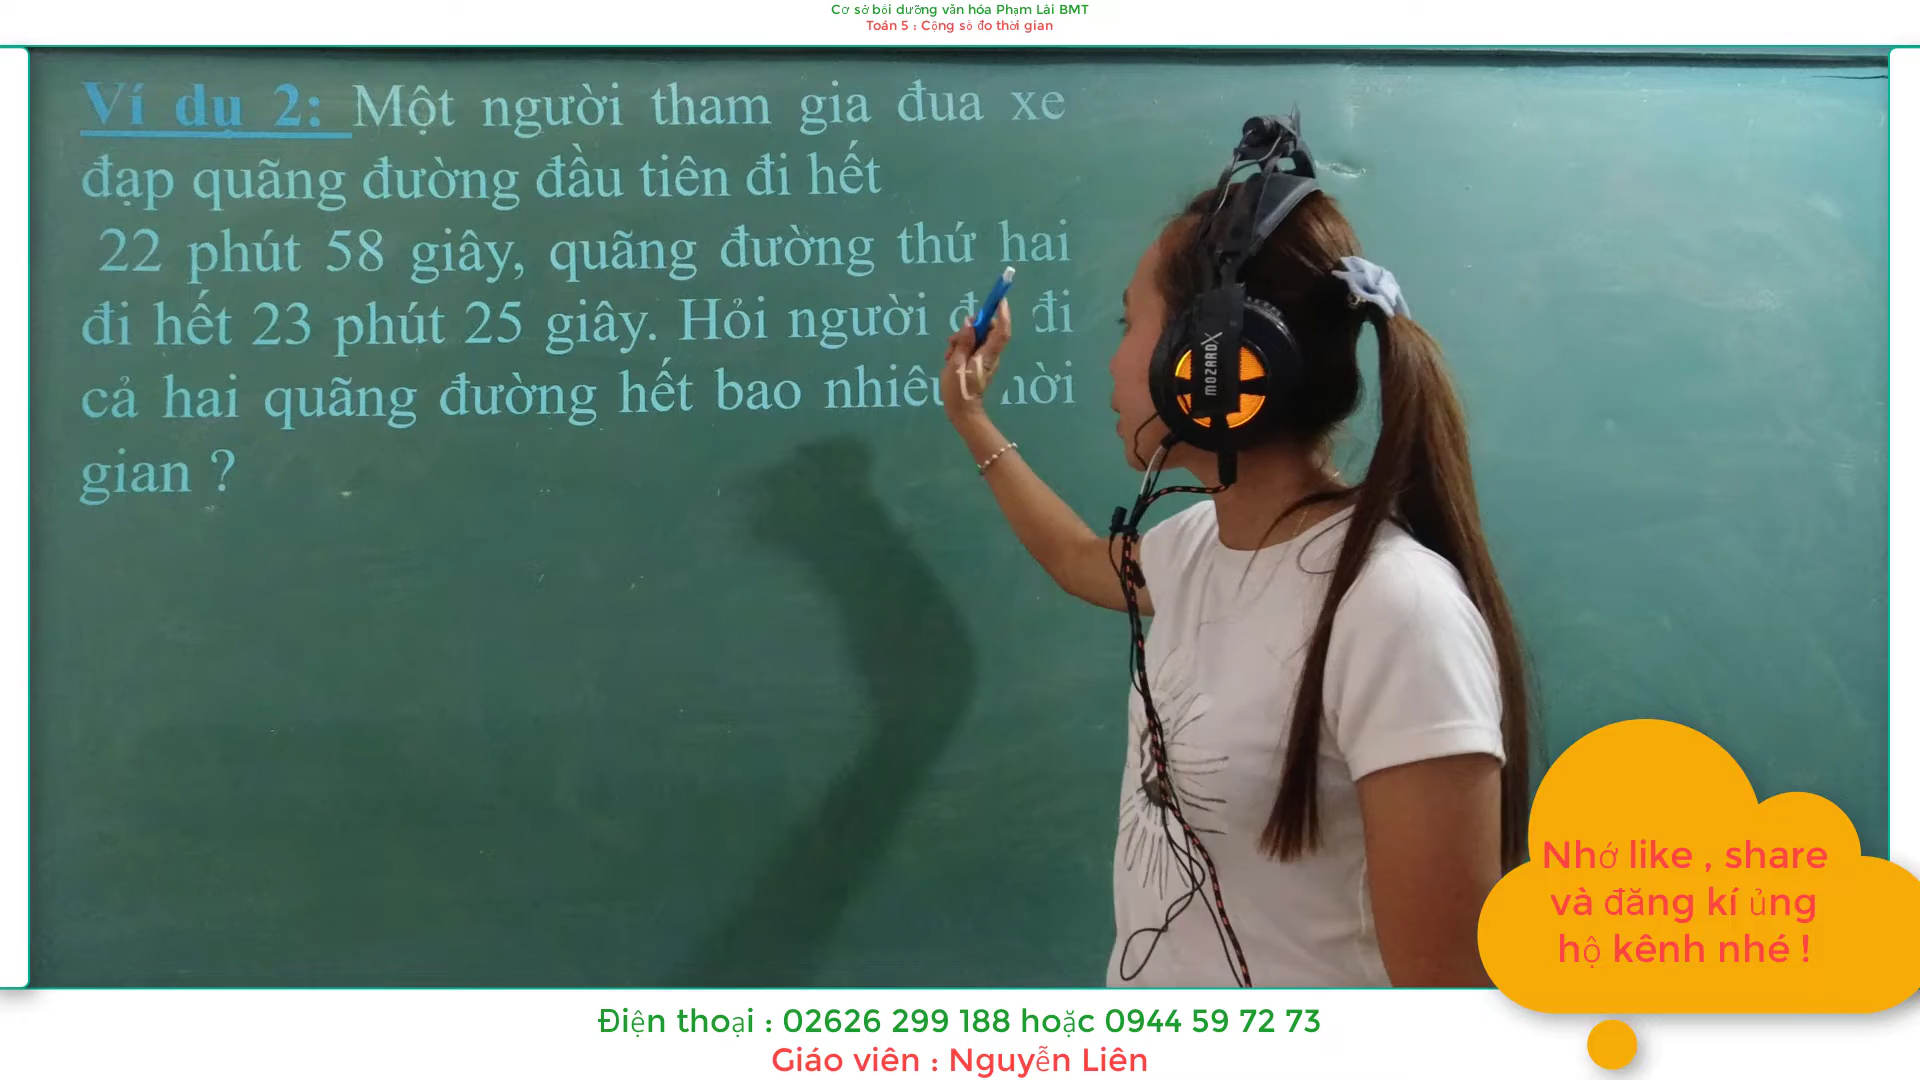 Cơ sở bồi dưỡng văn hóa Phạm Lài BMT
Toán 5 : Cộng số đo thời gian
Ví dụ 2: Một người tham gia đua xe
đạp quãng đường đầu tiên đi hết
22 phút 58 giây, quãng đường thứ hai
đi hết 23 phút 25 giây. Hỏi người đi
cả hai quãng đường hết bao
gian ?
MOZARDX
Nhớ like , share
và đăng kí ủng
hộ kênh nhé !
Điện thoại : 02626 299 188 hoặc 0944 59 72 73
Giáo viên : Nguyễn Liên